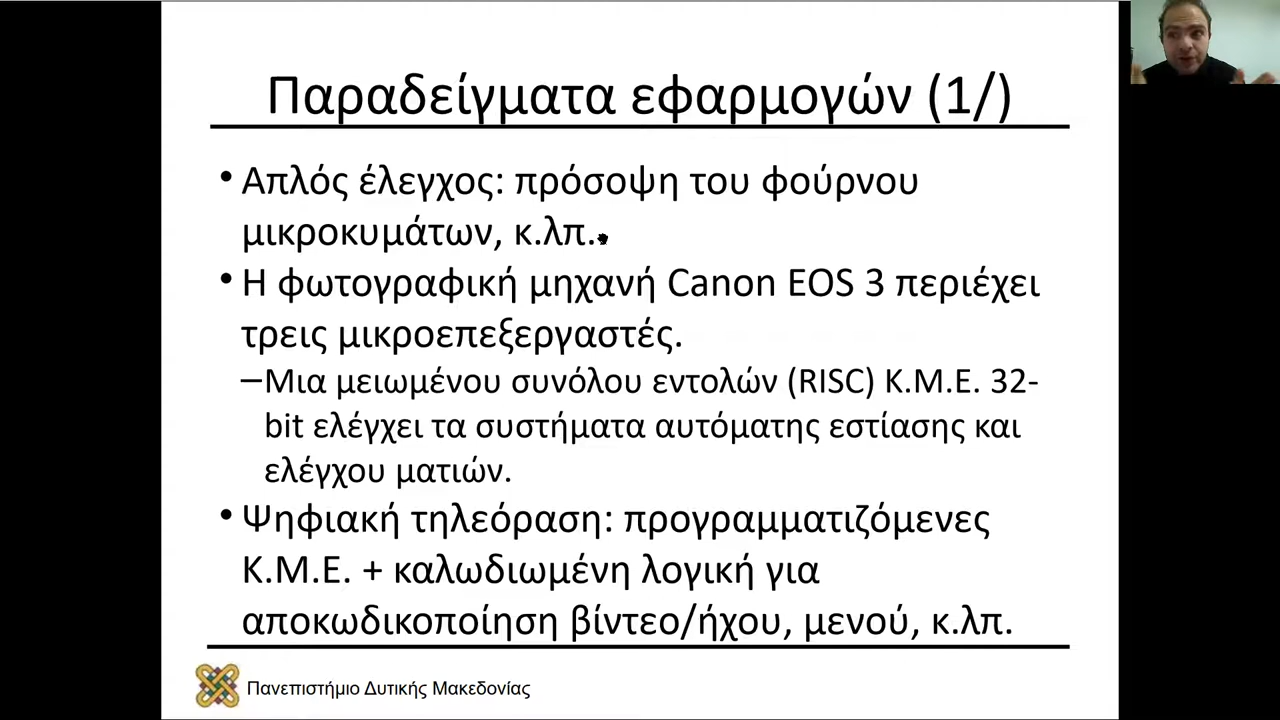 Παραδείγματα εφαρμογών (1/)
• Απλός έλεγχος: πρόσοψη του φούρνου
μικροκυμάτων, κ.λπ.
• Η φωτογραφική μηχανή Canon EOS 3 περιέχει
τρεις μικροεπεξεργαστές.
–Μια μειωμένου συνόλου εντολών (RISC) Κ.Μ.Ε. 32-
bit ελέγχει τα συστήματα αυτόματης εστίασης και
ελέγχου ματιών.
• Ψηφιακή τηλεόραση: προγραμματιζόμενες
Κ.Μ.Ε. + καλωδιωμένη λογική για
αποκωδικοποίηση βίντεο/ήχου, μενού, κ.λπ.
Πανεπιστήμιο Δυτικής Μακεδονίας